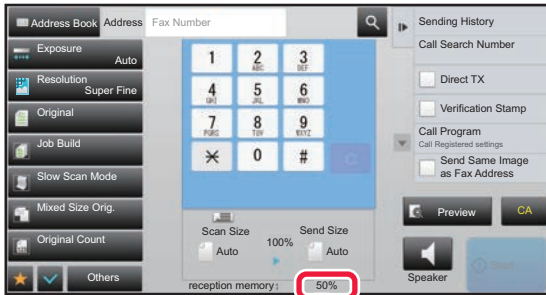 Address Book Address Fax Number
Sending History
Call Search Number
Direct TX
Verification Stamp
Call Program
Call Registered settings
Send Same Image
as Fax Address
Exposure
Auto
Resolution
Super Fine
Original
Job Build
Slow Scan Mode
Mixed Size Orig.
Original Count
Others
1 2 3
ABC DEF
4 5 6
GHI JKL MNO
7 8 9
PQRS TUV WXYZ
0 #
C
Scan Size 100% Send Size
Auto Auto
reception memory: 50%
Preview CA
Speaker Start